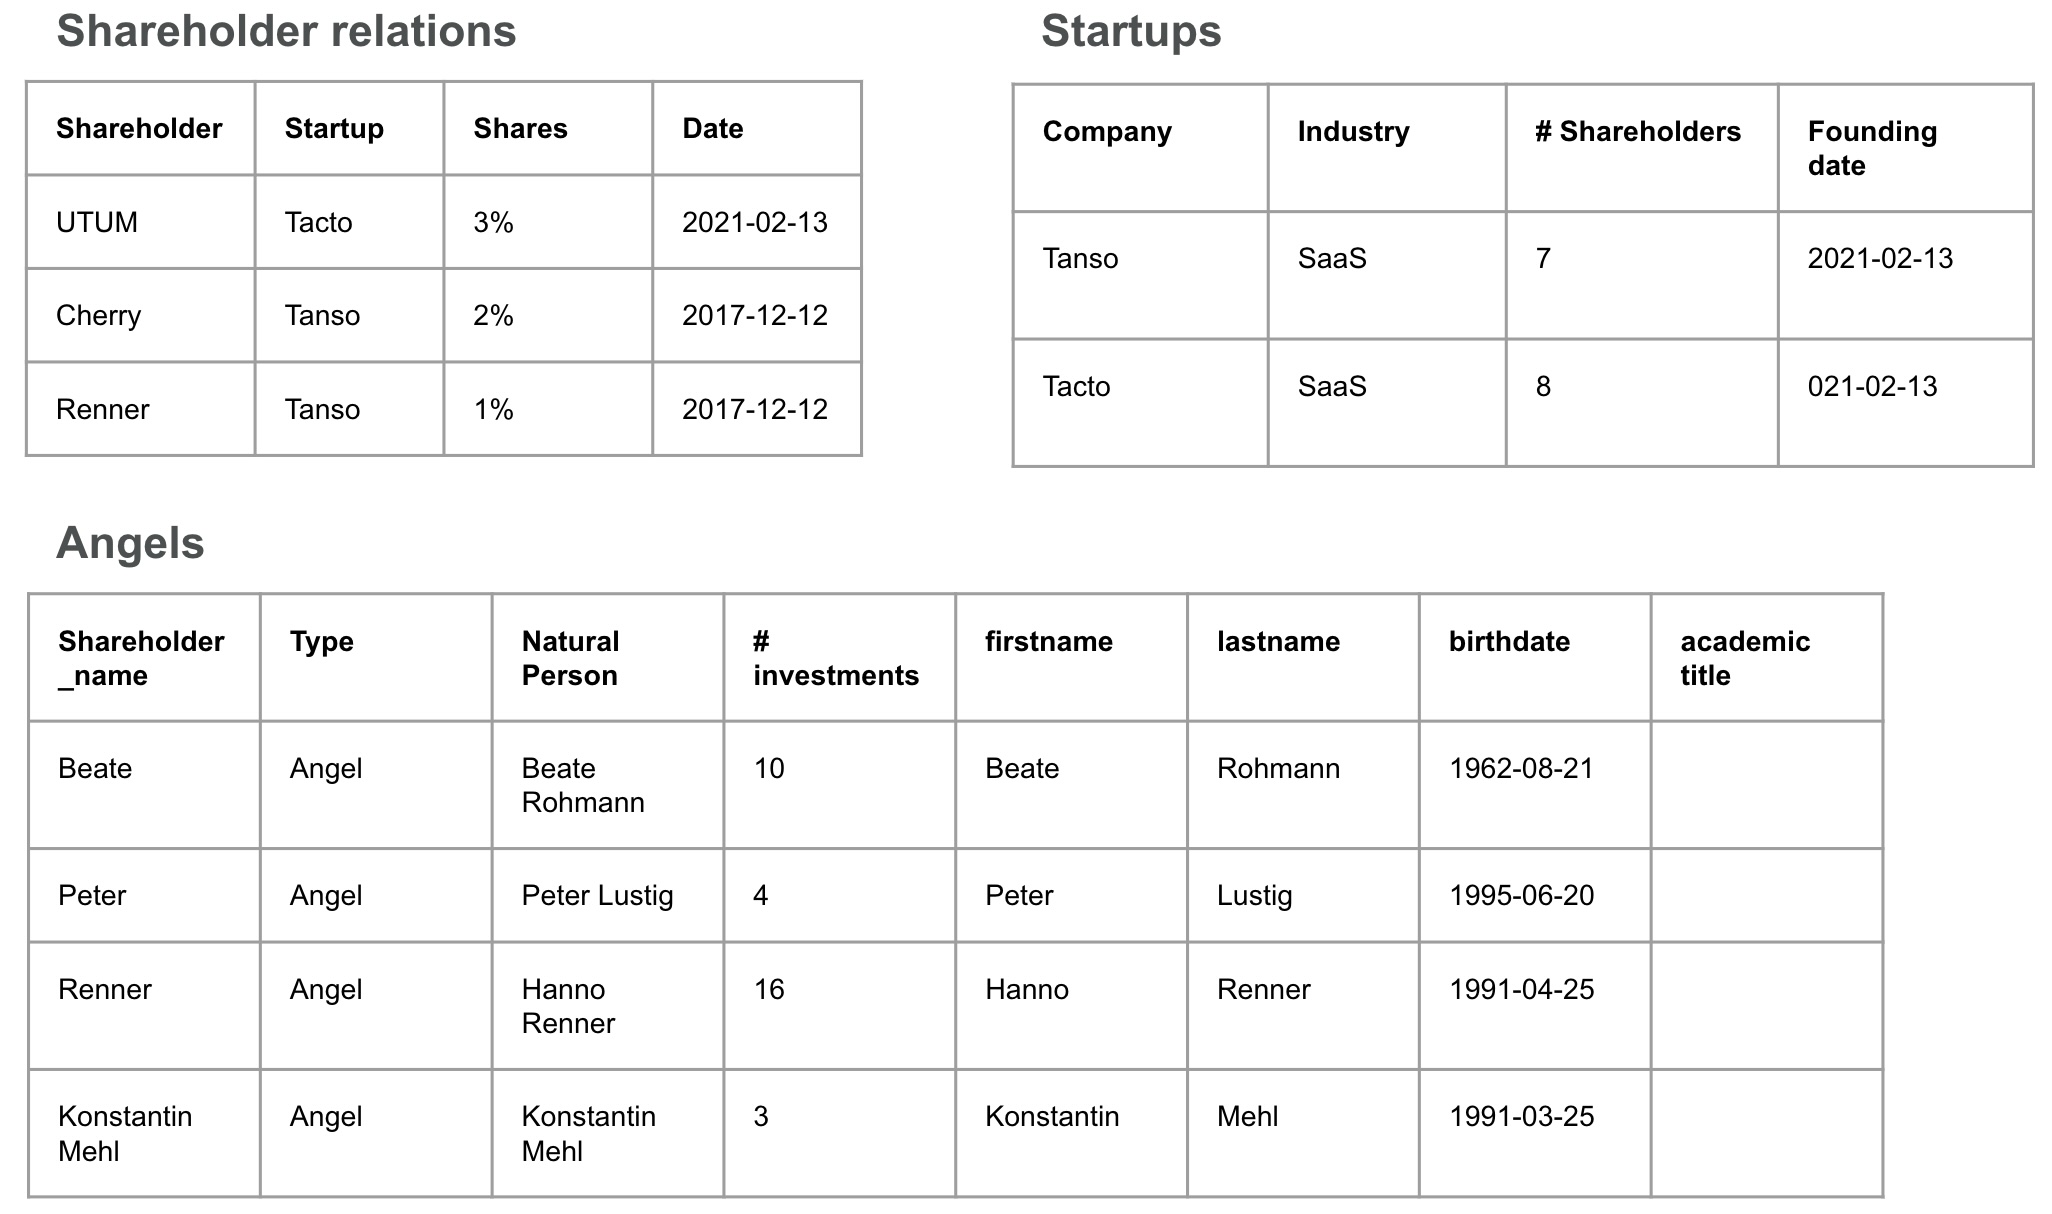 Shareholder relations
Shareholder Startup Shares Date
UTUM Tacto 3% 2021-02-13
Cherry Tanso 2% 2017-12-12
Renner Tanso 1% 2017-12-12
Startups
Company Industry # Shareholders Founding
date
Tanso SaaS 7 2021-02-13
Tacto SaaS 8 021-02-13
Angels
Shareholder Type Natural # firstname lastname birthdate academic
_name Person investments title
Beate Angel Beate 10 Beate Rohmann 1962-08-21
Rohmann
Peter Angel Peter Lustig 4 Peter Lustig 1995-06-20
Renner Angel Hanno 16 Hanno Renner 1991-04-25
Renner
Konstantin Angel Konstantin 3 Konstantin Mehl 1991-03-25
Mehl Mehl